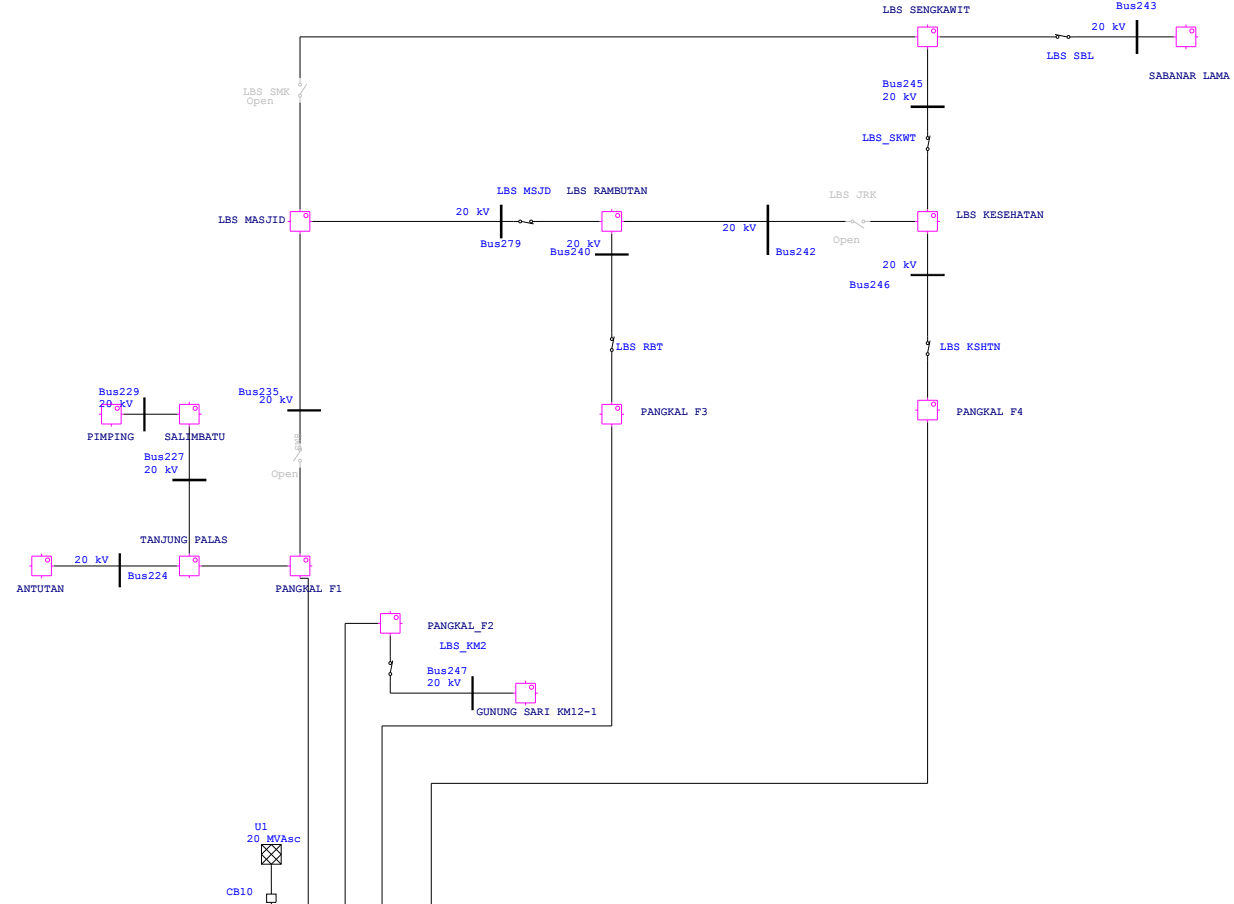 Bus243
LBS SENGKAWIT
20 kV
LBS SBL
SABANAR LAMA
Bus245
20 kV
LBS SMK
Open
LBS_SKWT
LBS MSJD
LBS RAMBUTAN
LBS JRK
20 kV
LBS MASJID
LBS KESEHATAN
20 kV
Open
Bus279
20 kV
Bus240
Bus242
20 kV
Bus246
LBS RBT
LBS KSHTN
Bus229
20 kV
Bus235
20 kV
PANGKAL F3
PANGKAL F4
PIMPING
SALIMBATU
Bus227
20 kV
Open
TANJUNG PALAS
20 kV
Bus224
ANTUTAN
PANGKAL F1
PANGKAL_F2
LBS_KM2
Bus247
20 kV
GUNUNG SARI KM12-1
U1
20 MVAsc
CB10